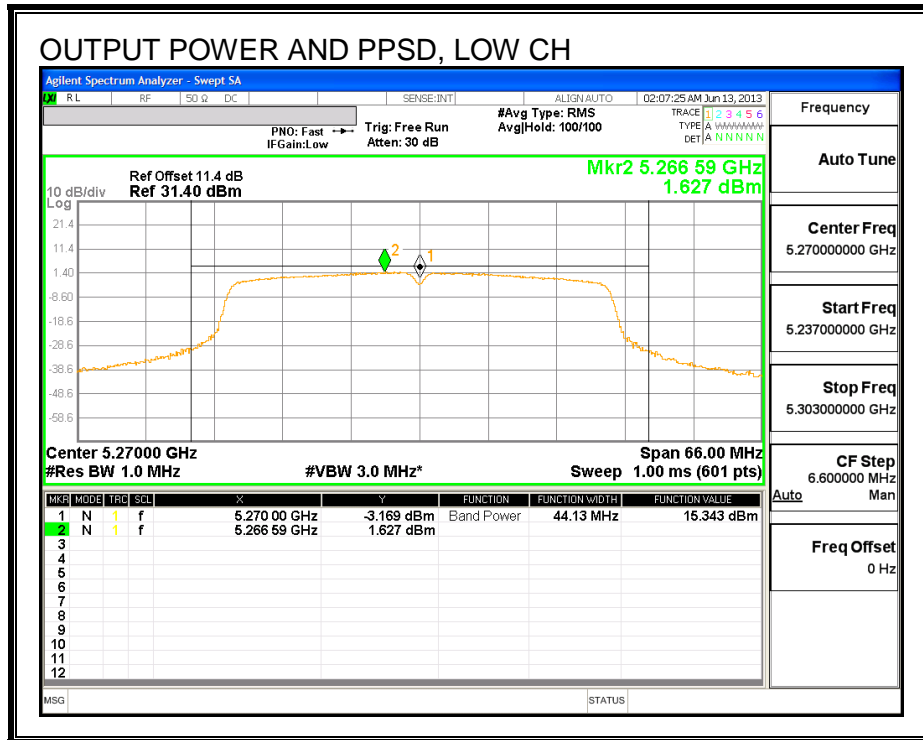 OUTPUT POWER AND PPSD, LOW CH
Agilent Spectrum Analyzer - Swept SA
LXI RL RF 50 Ω DC SENSE:INT ALIGN AUTO 02:07:25 AM Jun 13, 2013
PNO: Fast
IFGain:Low
Trig: Free Run
Atten: 30 dB
#Avg Type: RMS
Avg|Hold: 100/100
TRACE 1 2 3 4 5 6
TYPE A WWWWW
DET A N N N N N
Frequency
Ref Offset 11.4 dB
10 dB/div Ref 31.40 dBm
Log
Mkr2 5.266 59 GHz
1.627 dBm
21.4
11.4
1.40
-8.60
-18.6
-28.6
-38.6
-48.6
-58.6
2
1
Center 5.27000 GHz Span 66.00 MHz
#Res BW 1.0 MHz #VBW 3.0 MHz* Sweep 1.00 ms (601 pts)
MKR MODE TRC SCL X Y FUNCTION FUNCTION WIDTH FUNCTION VALUE
1 N 1 f 5.270 00 GHz -3.169 dBm Band Power 44.13 MHz 15.343 dBm
2 N 1 f 5.266 59 GHz 1.627 dBm
3
4
5
6
7
8
9
10
11
12
Auto Tune
Center Freq
5.270000000 GHz
Start Freq
5.237000000 GHz
Stop Freq
5.303000000 GHz
CF Step
6.600000 MHz
Auto Man
Freq Offset
0 Hz
MSG STATUS